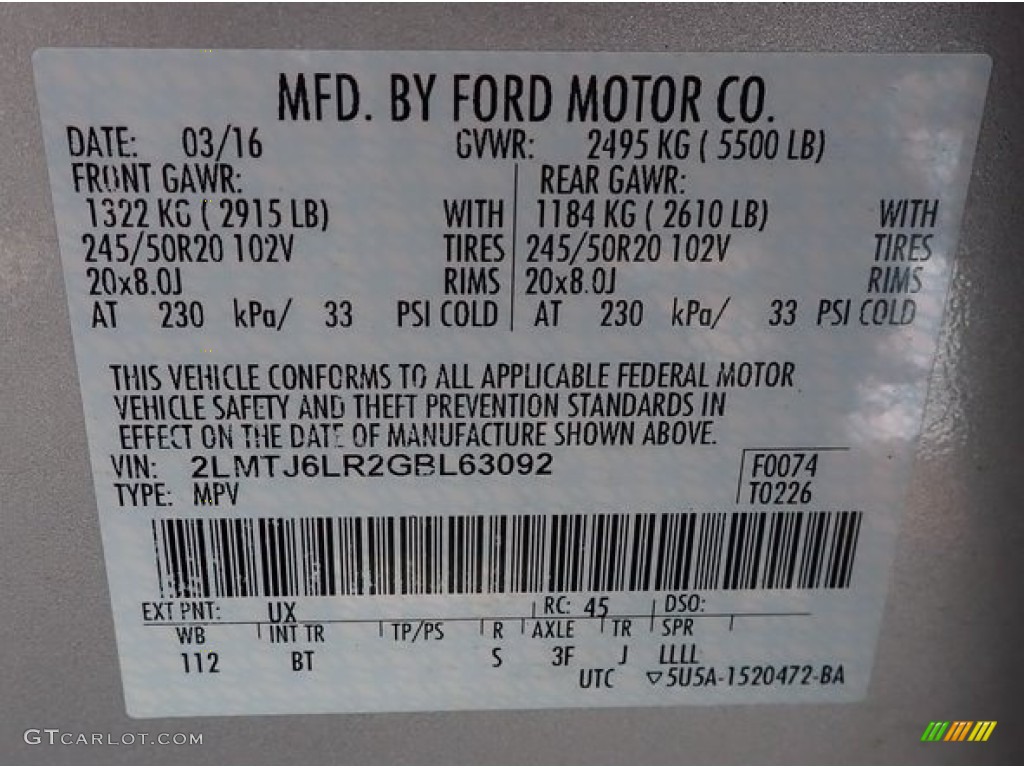 MFD. BY FORD MOTOR CO.
DATE: 03/16 GVWR: 2495 KG ( 5500 LB)
FRONT GAWR: REAR GAWR:
1322 KG ( 2915 LB) WITH 1184 KG ( 2610 LB) WITH
245/50R20 102V TIRES 245/50R20 102V TIRES
20x8.0J RIMS 20x8.0J RIMS
AT 230 kPa/ 33 PSI COLD AT 230 kPa/ 33 PSI COLD
THIS VEHICLE CONFORMS TO ALL APPLICABLE FEDERAL MOTOR
VEHICLE SAFETY AND THEFT PREVENTION STANDARDS IN
EFFECT ON THE DATE OF MANUFACTURE SHOWN ABOVE.
VIN: 2LMTJ6LR2GBL63092 F0074
TYPE: MPV T0226
EXT PNT: UX RC: 45 DSO:
WB INT TR TP/PS R AXLE TR SPR
112 BT S 3F J LLLL
UTC ▽5U5A-1520472-BA
GTCARLOT.COM